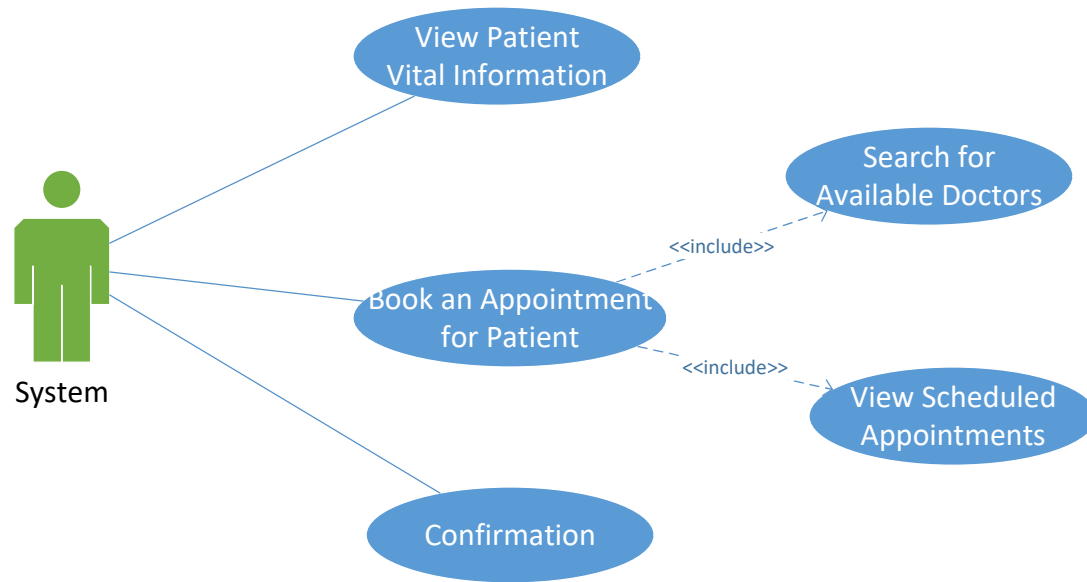 View Patient
Vital Information
Search for
Available Doctors
<<include>>
Book an Appointment
for Patient
<<include>>
System
View Scheduled
Appointments
Confirmation